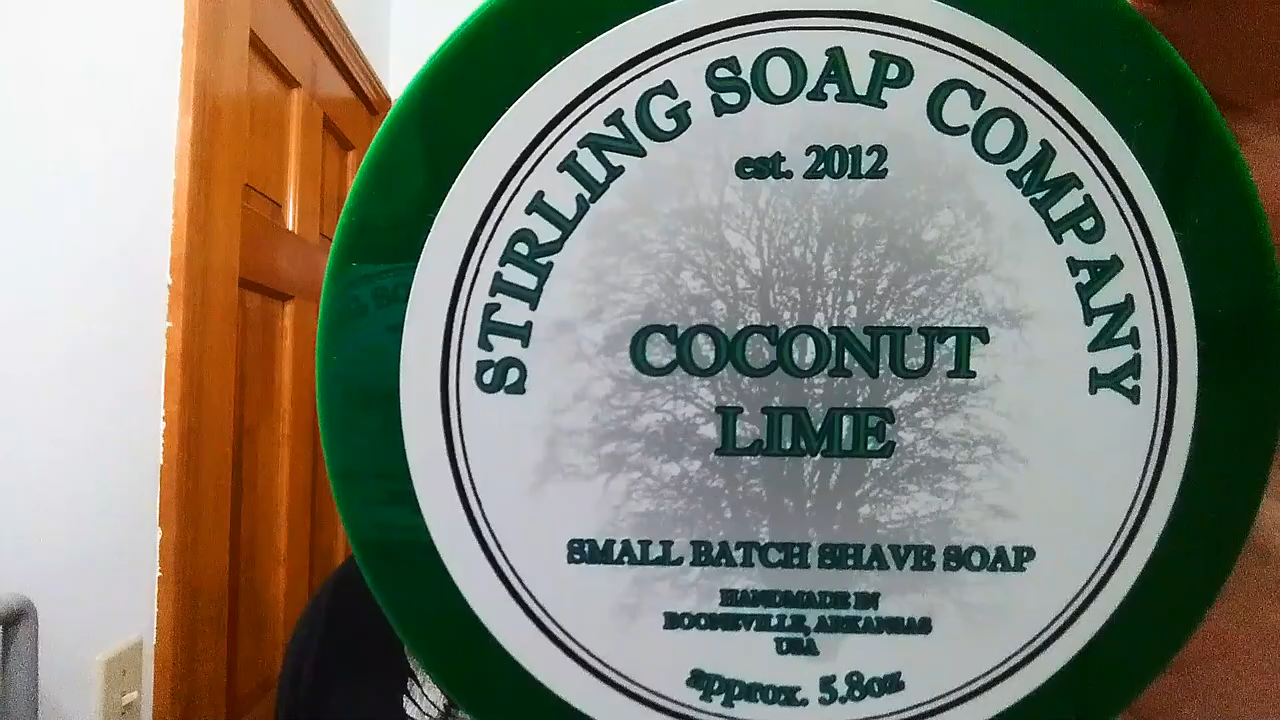 STIRLING SOAP COMPANY
est. 2012
COCONUT
LIME
SMALL BATCH SHAVE SOAP
HANDMADE IN
BOONEVILLE, ARKANSAS
USA
approx. 5.8oz